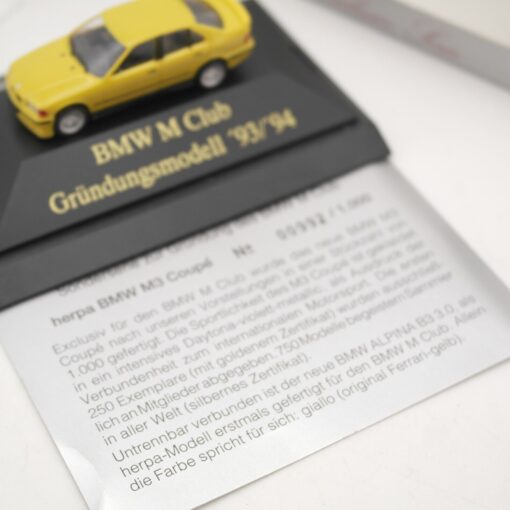 BMW M Club
Gründungsmodell '93/'94
herpa BMW M3 Coupé Nº 00992 / 1.000
Exclusiv für den BMW M Club wurde das neue BMW M3
Coupé nach unseren Vorstellungen in einer Stückzahl von
1.000 gefertigt. Die Sportlichkeit des M3 Coupé ist gehüllt
in ein intensives Daytona-violett-metallic, als Ausdruck der
Verbundenheit zum internationalen Motorsport. Die ersten
250 Exemplare (mit goldenem Zertifikat) wurden ausschließ-
lich an Mitglieder abgegeben. 750 Modelle begeistern Sammler
in aller Welt (silbernes Zertifikat).
Untrennbar verbunden ist der neue BMW ALPINA B3 3.0, als
herpa-Modell erstmals gefertigt für den BMW M Club. Allein
die Farbe spricht für sich: giallo (original Ferrari-gelb).